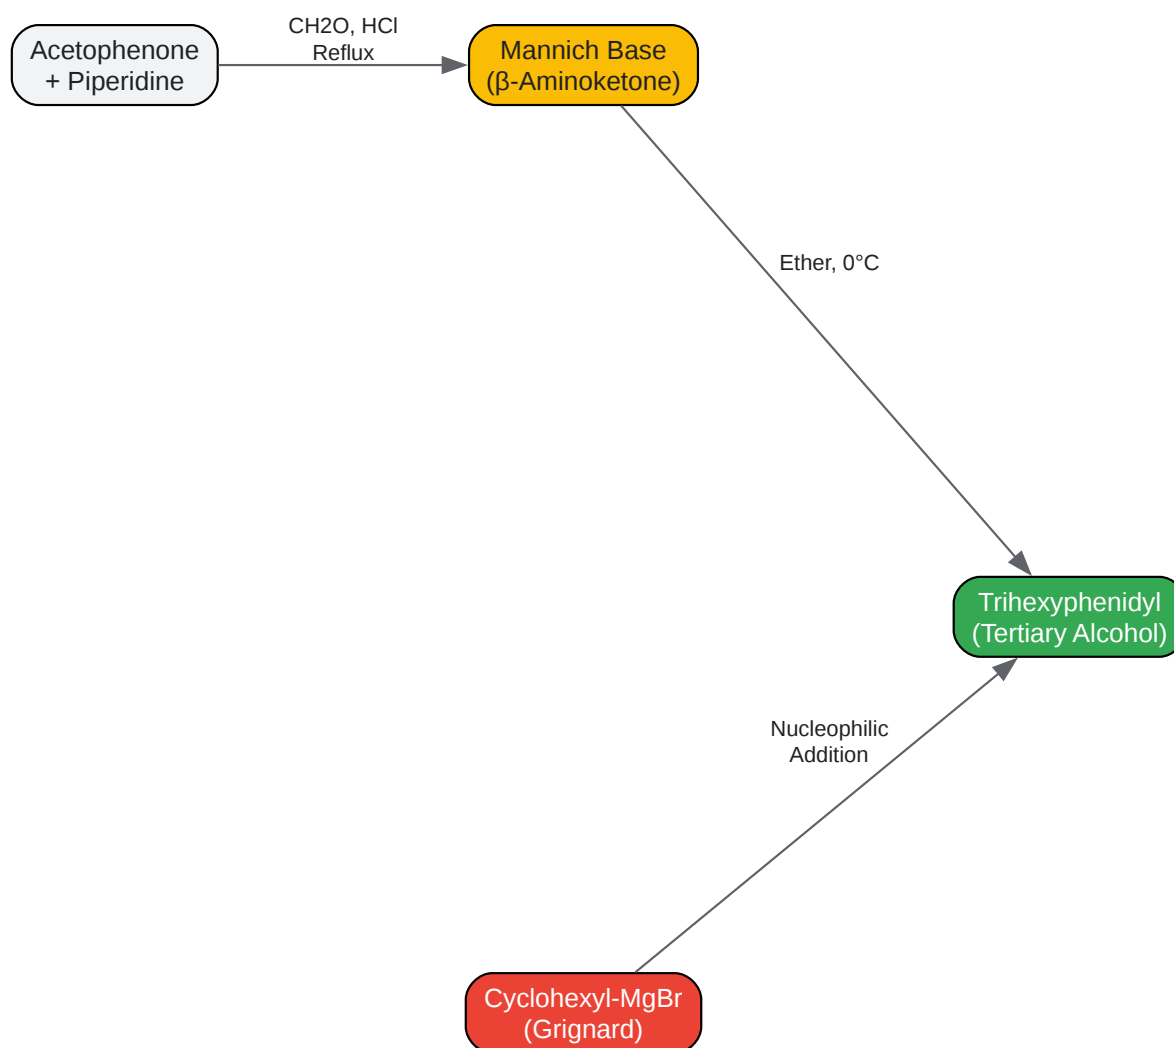 CH2O, HCl
Reflux
Acetophenone
+ Piperidine
Mannich Base
(β-Aminoketone)
Ether, 0°C
Trihexyphenidyl
(Tertiary Alcohol)
Nucleophilic
Addition
Cyclohexyl-MgBr
(Grignard)